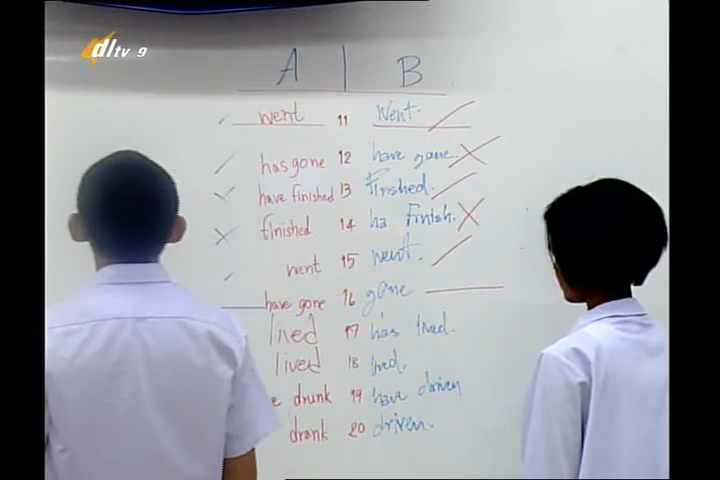 dltv 9
A | B
went 11 went.
has gone 12 have gone.
have finished 13 Finshed.
finished 14 ha Finish.
went 15 went.
have gone 16 gone
lived 17 has lived.
lived 18 lived.
e drunk 19 have driven
drank 20 driven.